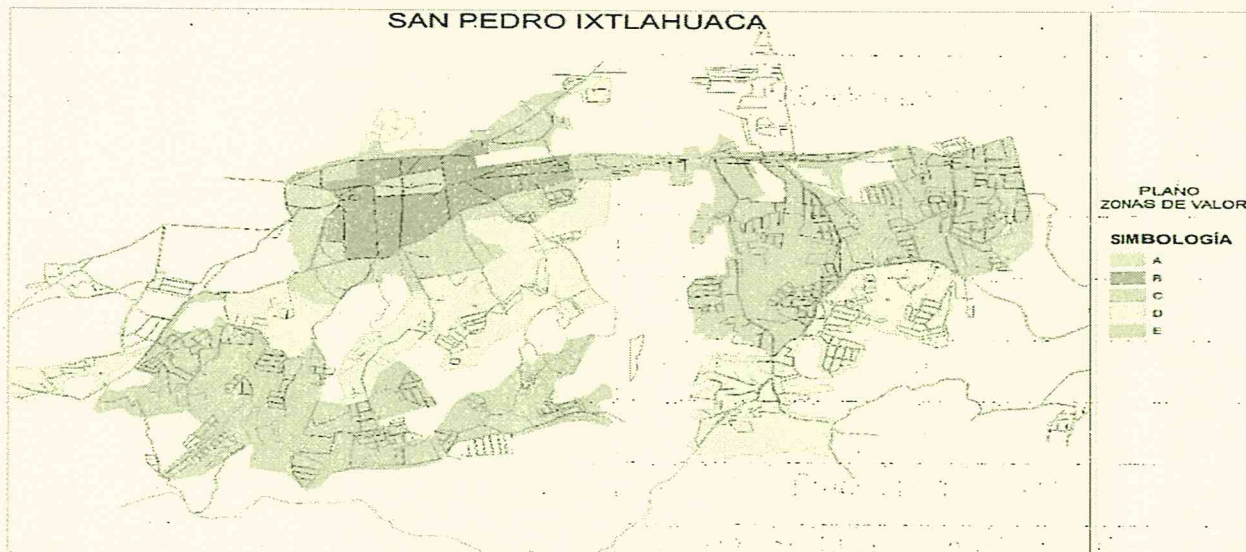 SAN PEDRO IXTLAHUACA
PLANO
ZONAS DE VALOR
SIMBOLOGÍA
A
B
C
D
E